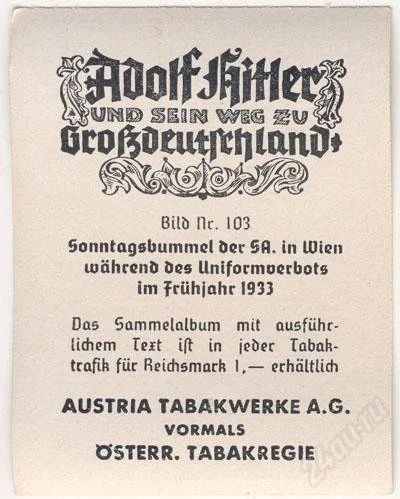 Adolf Hitler
UND SEIN WEG ZU
Großdeutschland
Bild Nr. 103
Sonntagsbummel der SA. in Wien
während des Uniformverbots
im Frühjahr 1933
Das Sammelalbum mit ausführ-
lichem Text ist in jeder Tabak-
trafik für Reichsmark 1,— erhältlich
AUSTRIA TABAKWERKE A.G.
VORMALS
ÖSTERR. TABAKREGIE
24au.ru